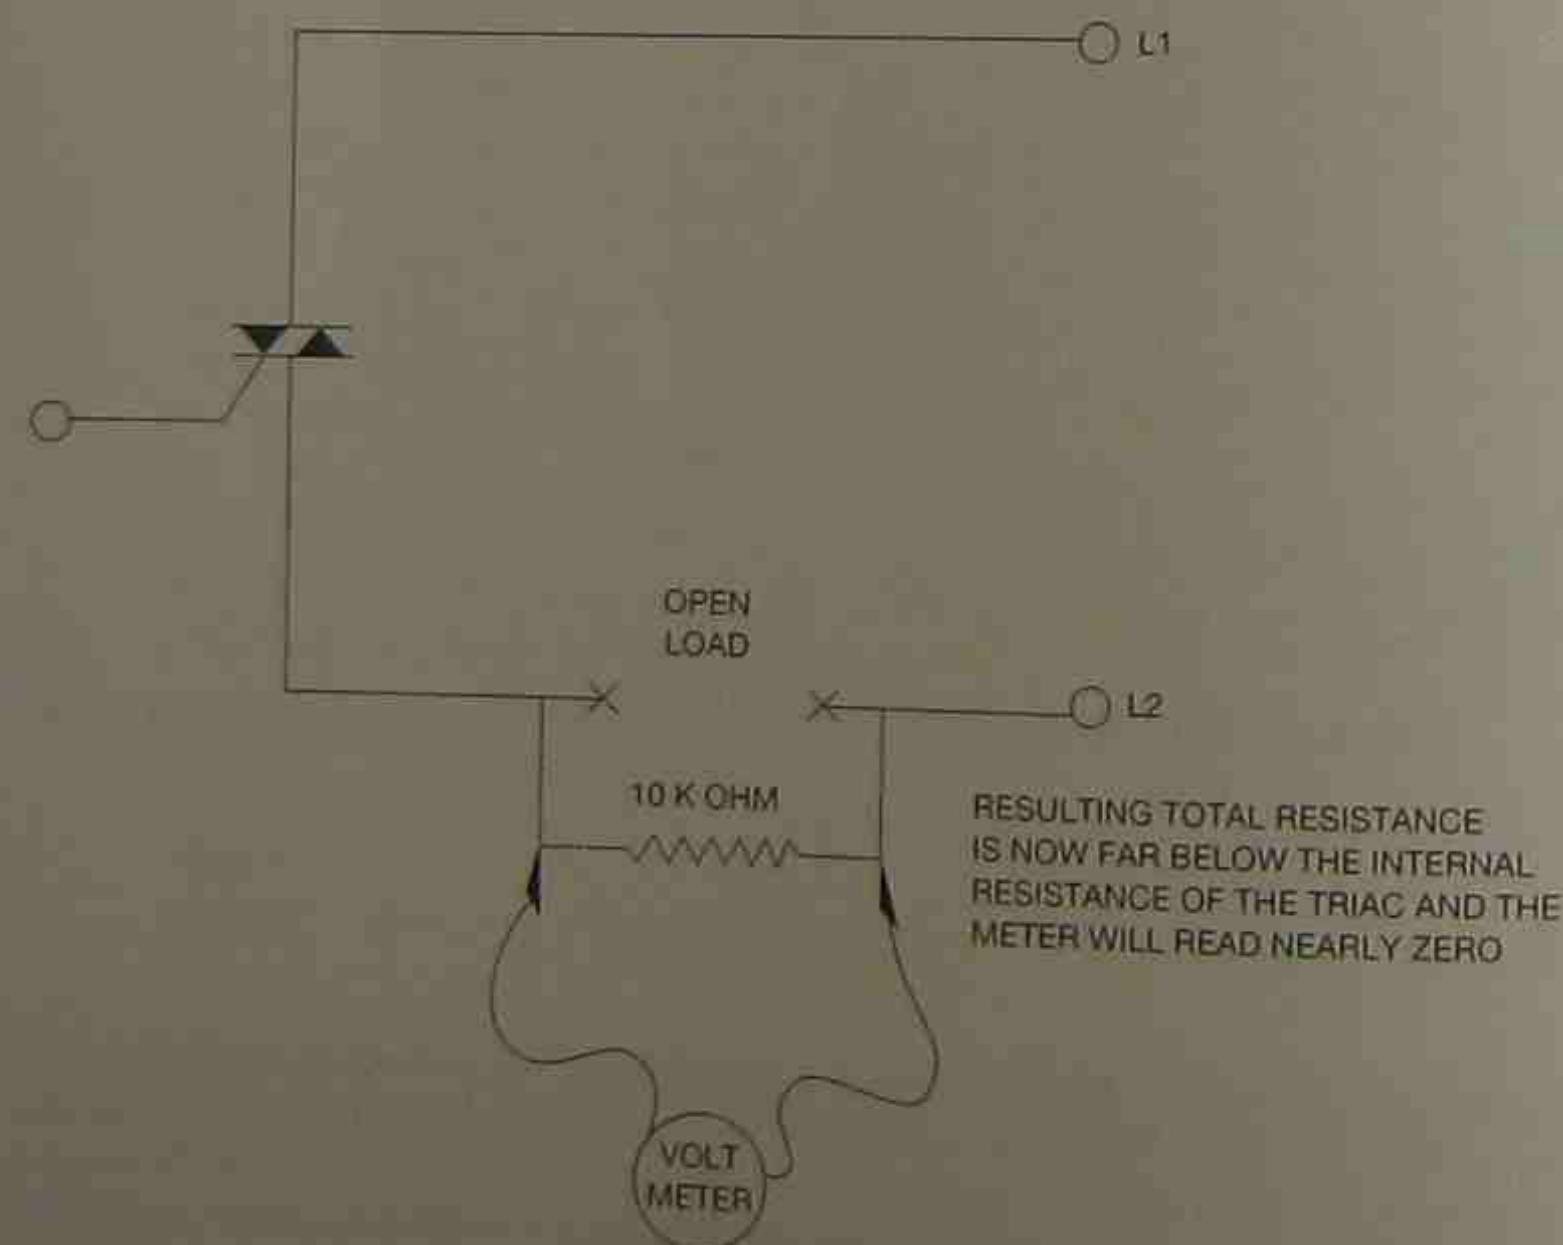 L1
OPEN
LOAD
L2
10 K OHM
RESULTING TOTAL RESISTANCE
IS NOW FAR BELOW THE INTERNAL
RESISTANCE OF THE TRIAC AND THE
METER WILL READ NEARLY ZERO
VOLT
METER